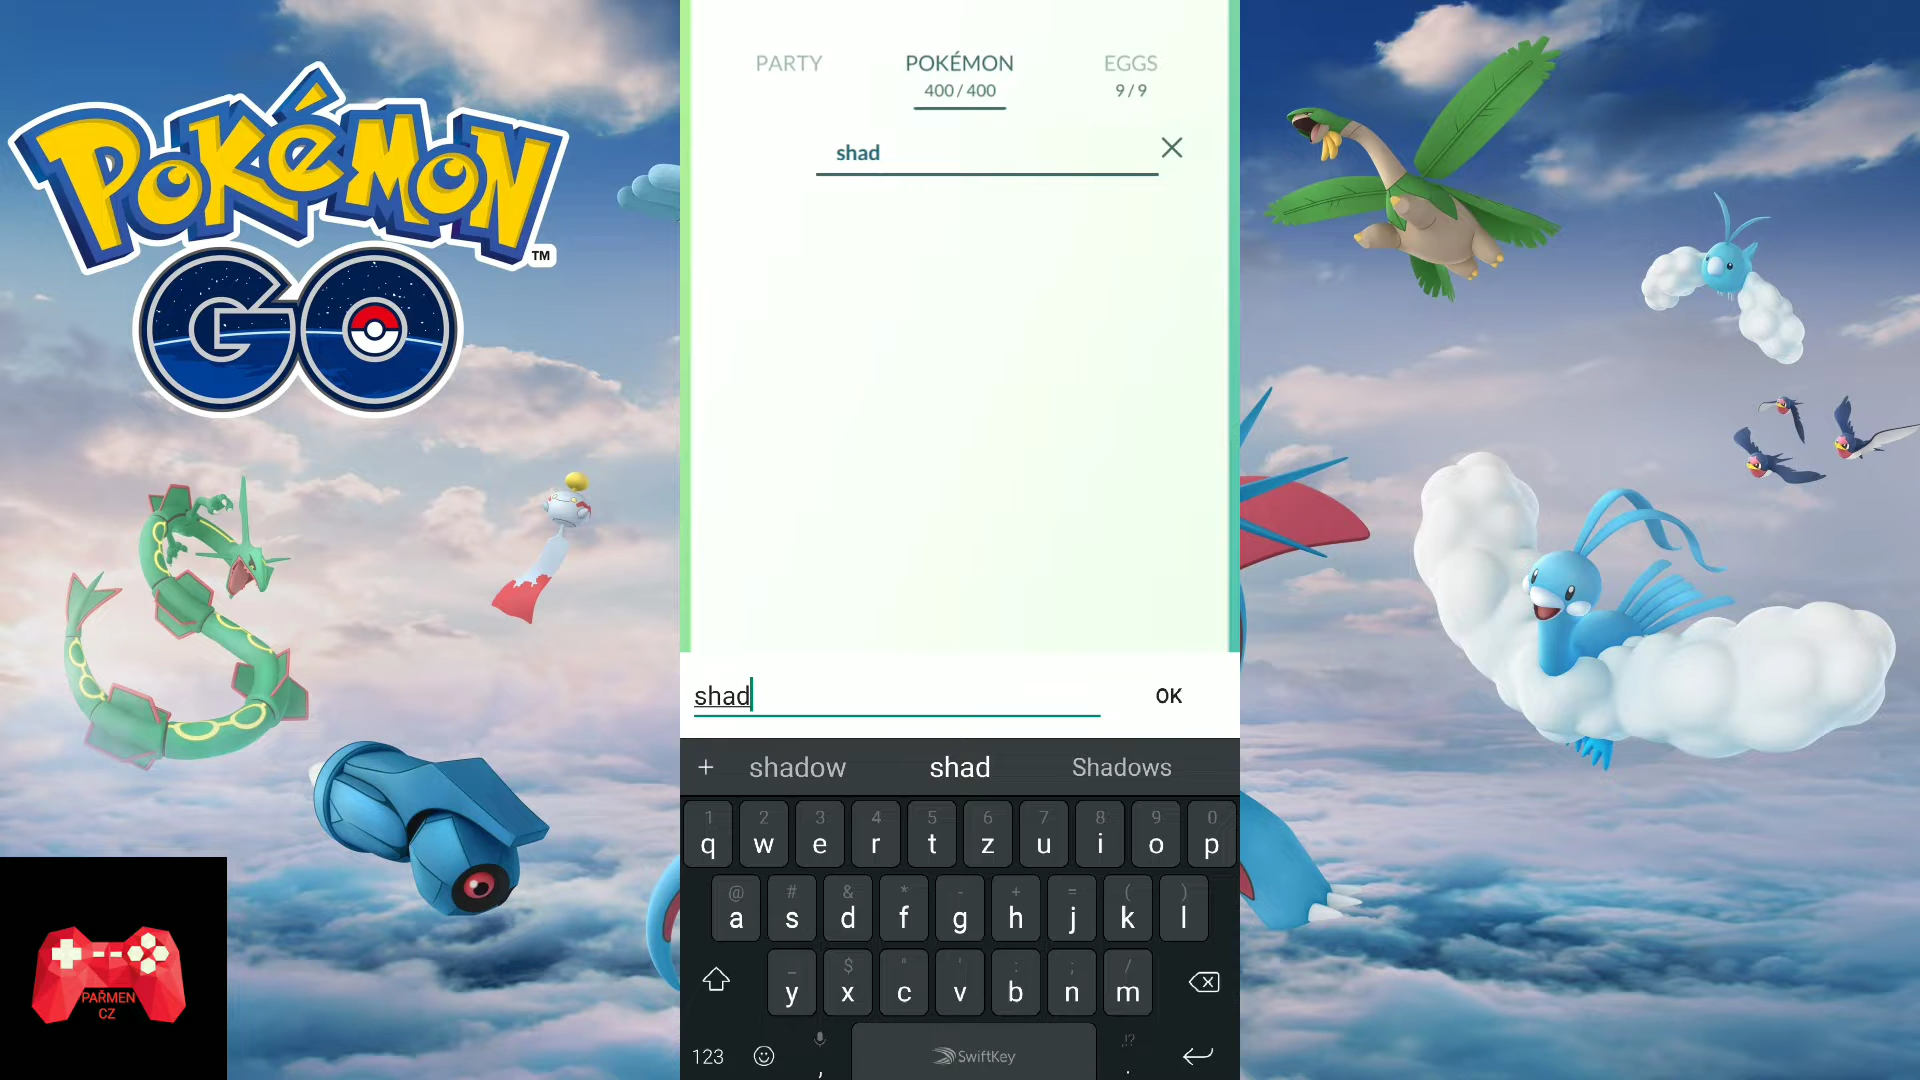 POKÉMON
GO
TM
PARTY
POKÉMON
EGGS
400 / 400
9 / 9
shad
shad
OK
+ shadow shad Shadows
1 2 3 4 5 6 7 8 9 0
q w e r t z u i o p
@ # & * - + = ( )
a s d f g h j k l
_ $ " ' : ; /
y x c v b n m
123 , SwiftKey !? .
PAŘMEN
CZ